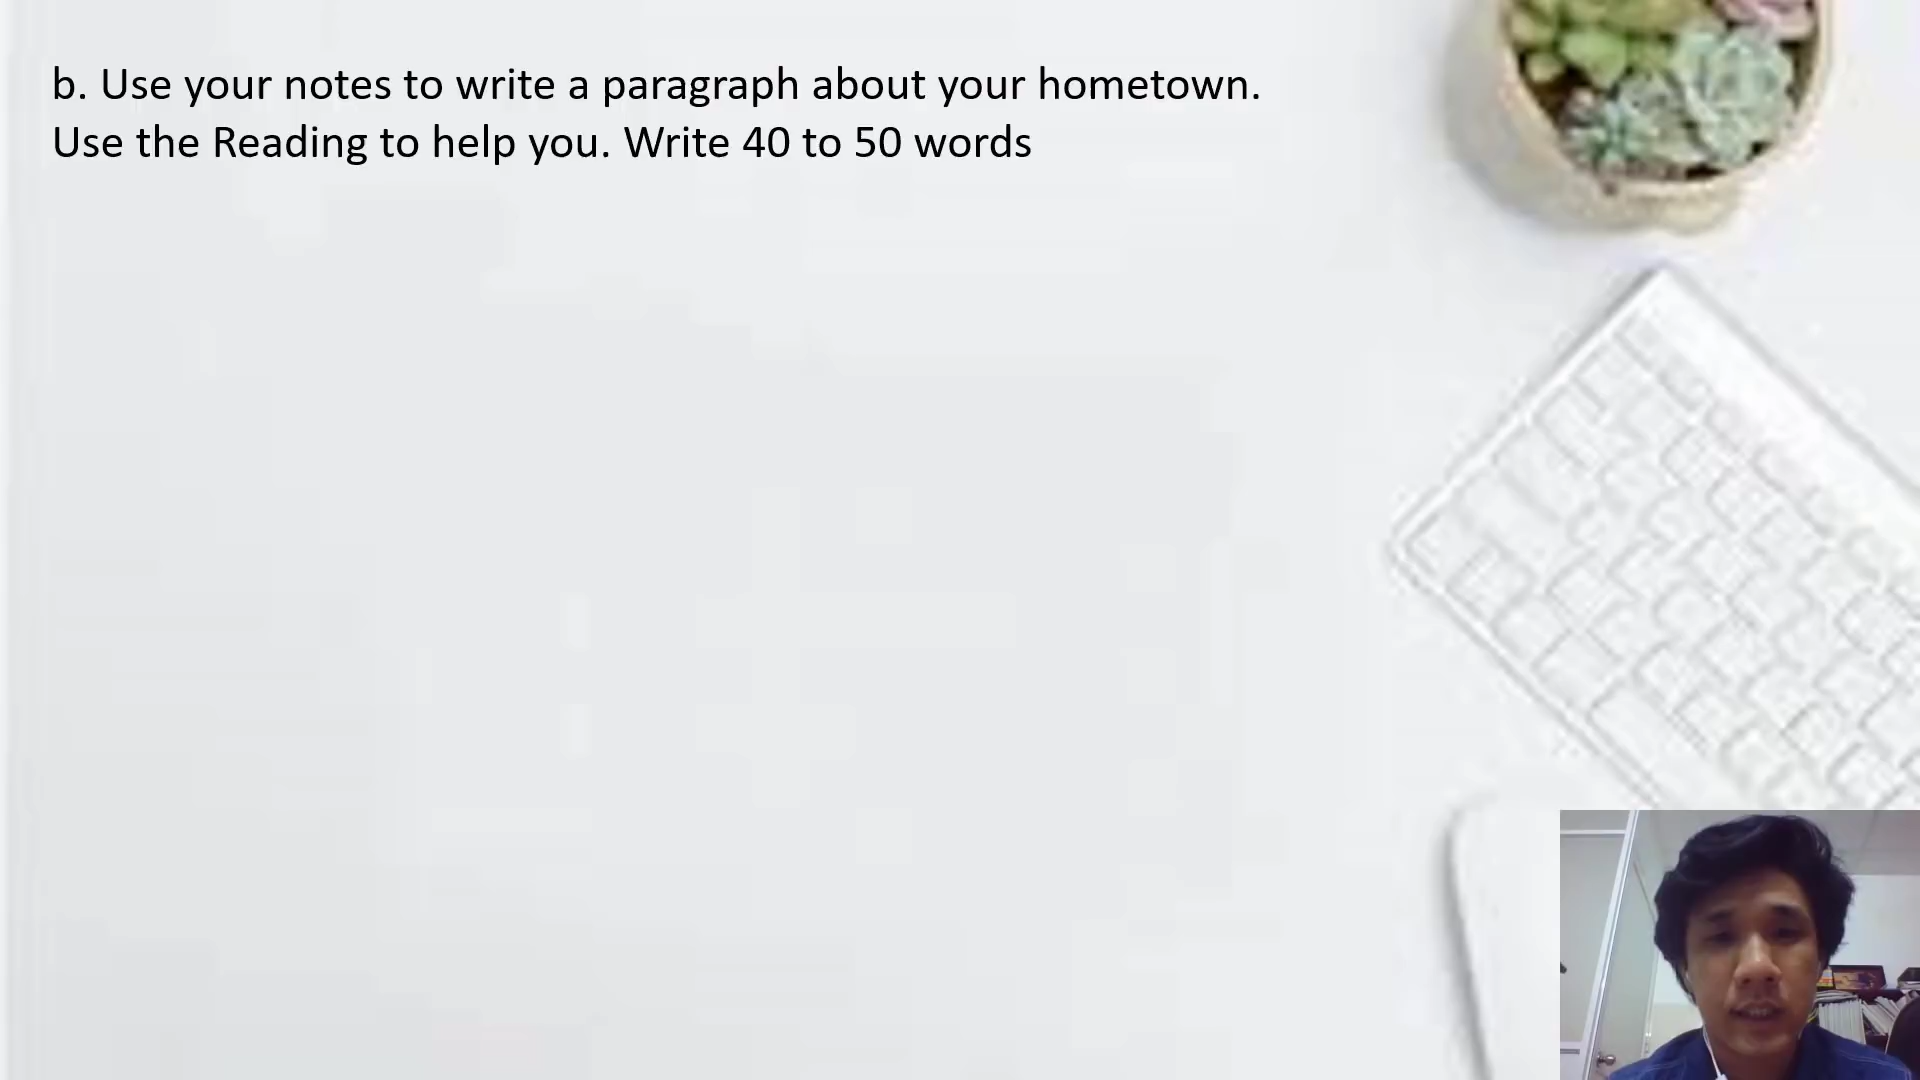 b. Use your notes to write a paragraph about your hometown.
Use the Reading to help you. Write 40 to 50 words